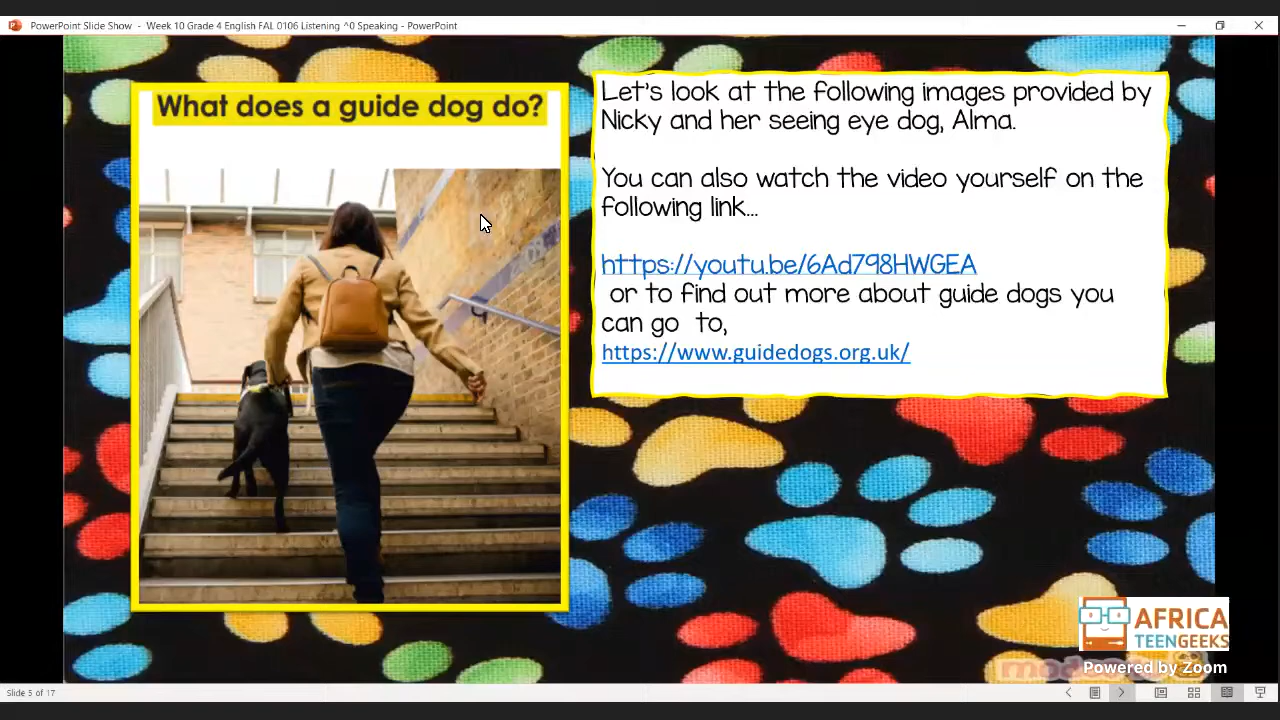 PowerPoint Slide Show - Week 10 Grade 4 English FAL 0106 Listening ^0 Speaking - PowerPoint
What does a guide dog do?
Let's look at the following images provided by
Nicky and her seeing eye dog, Alma.
You can also watch the video yourself on the
following link...
https://youtu.be/6Ad798HWGEA
or to find out more about guide dogs you
can go to,
https://www.guidedogs.org.uk/
AFRICA
TEENGEEKS
Powered by Zoom
Slide 5 of 17